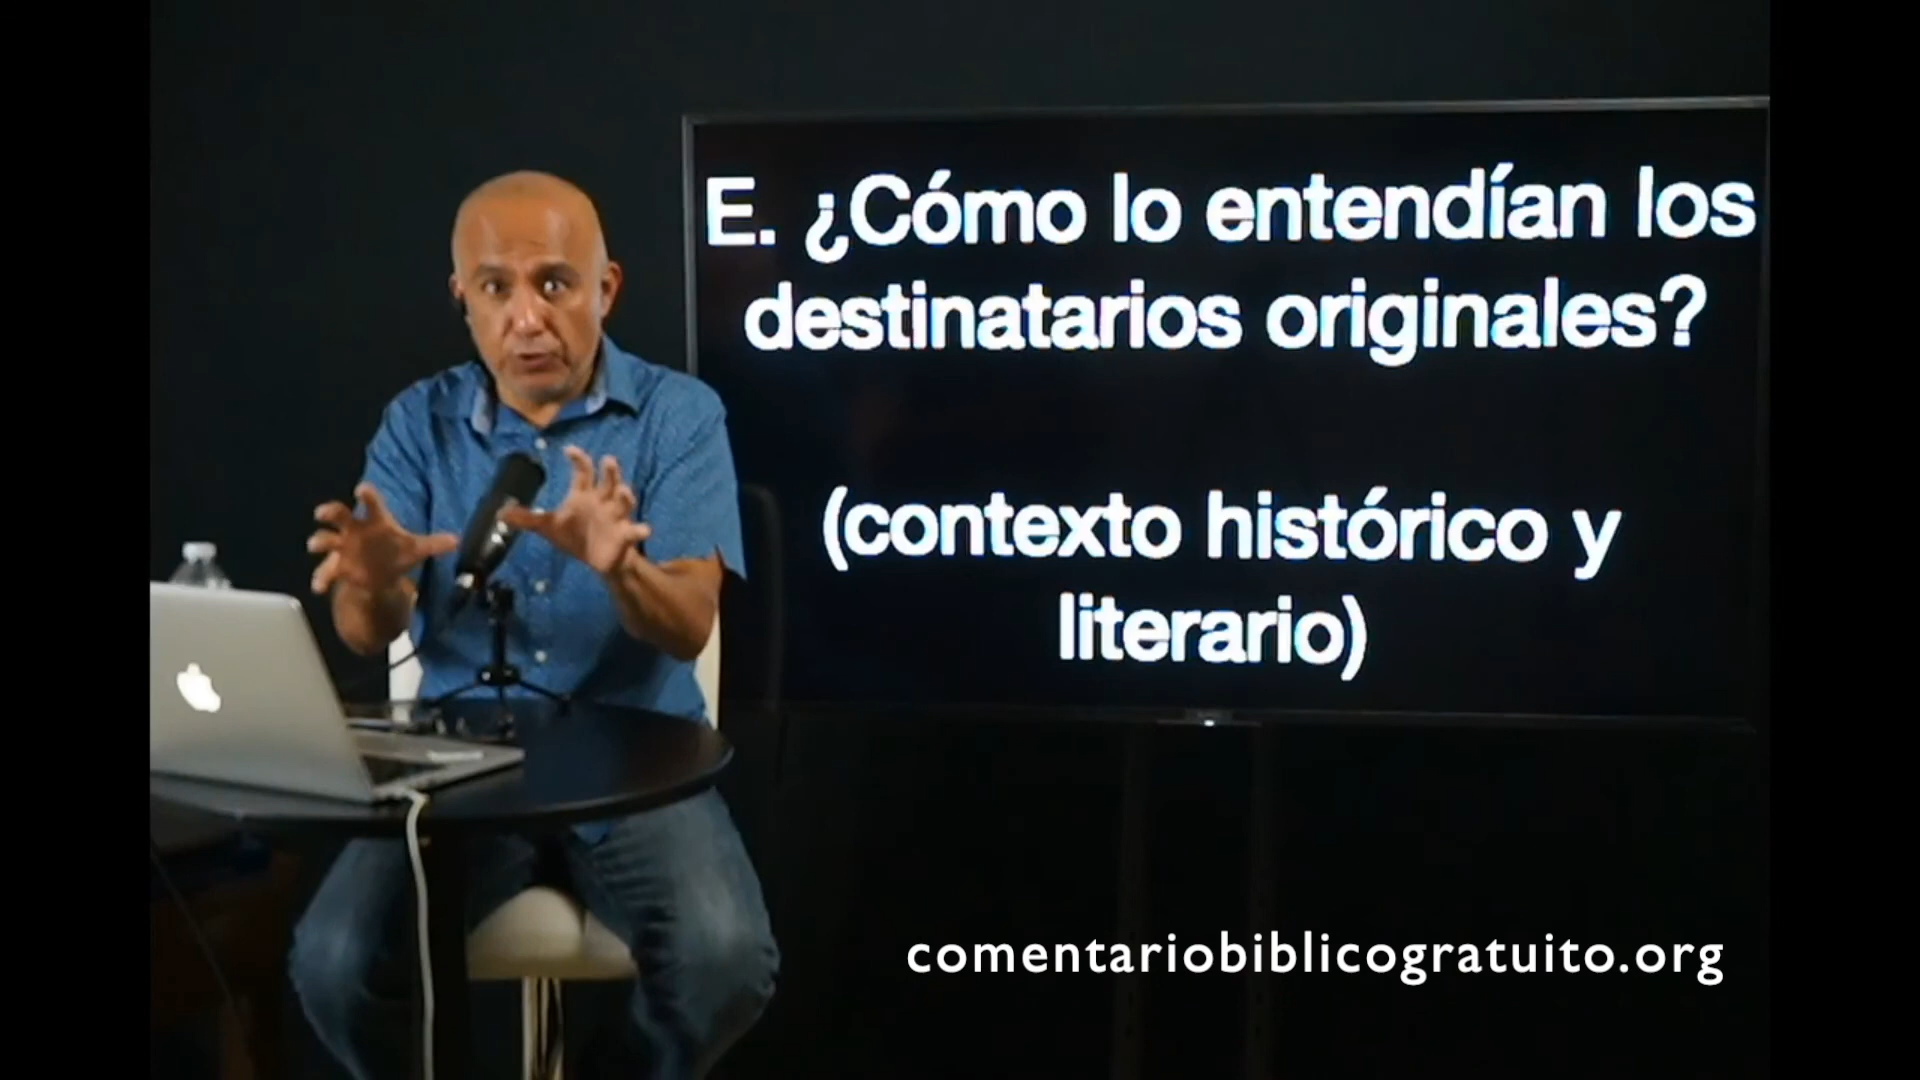 E. ¿Cómo lo entendían los
destinatarios originales?
(contexto histórico y
literario)
comentariobiblicogratuito.org